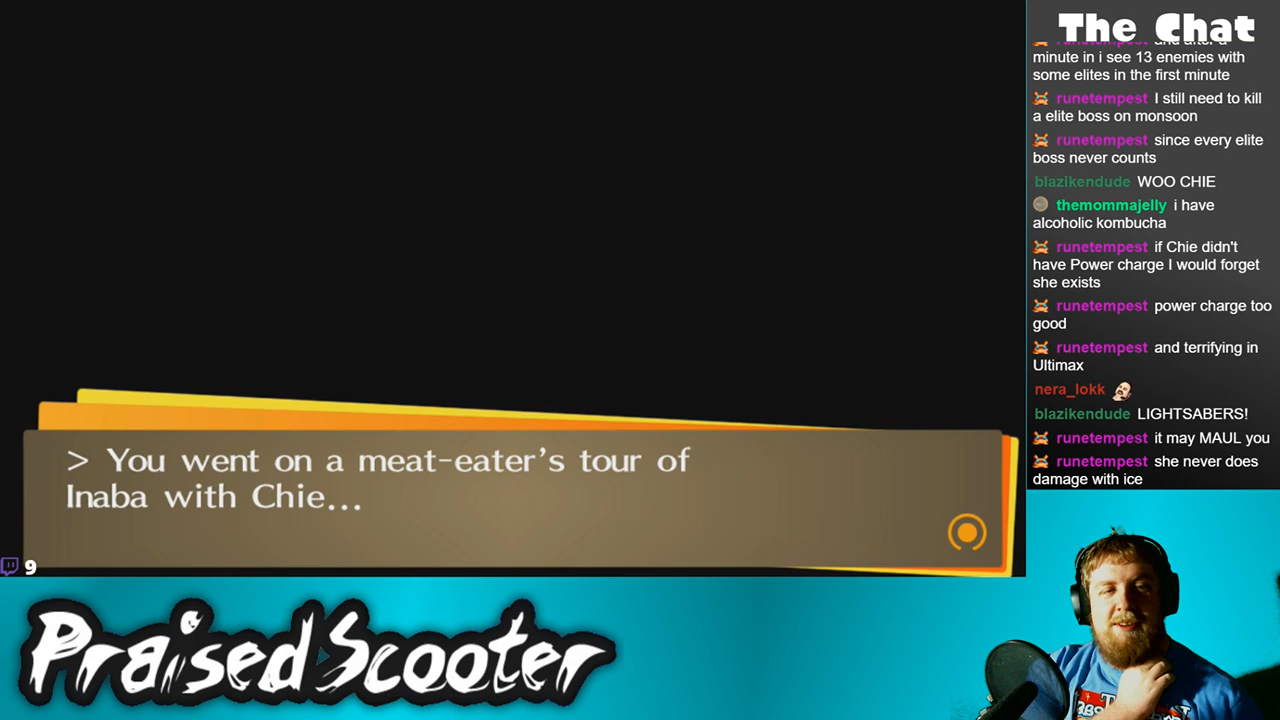 The Chat
runetempest and after a
minute in i see 13 enemies with
some elites in the first minute
runetempest I still need to kill
a elite boss on monsoon
runetempest since every elite
boss never counts
blazikendude WOO CHIE
themommajelly i have
alcoholic kombucha
runetempest if Chie didn't
have Power charge I would forget
she exists
runetempest power charge too
good
runetempest and terrifying in
Ultimax
nera_lokk
blazikendude LIGHTSABERS!
runetempest it may MAUL you
runetempest she never does
damage with ice
> You went on a meat-eater's tour of
Inaba with Chie...
9
PraisedScooter